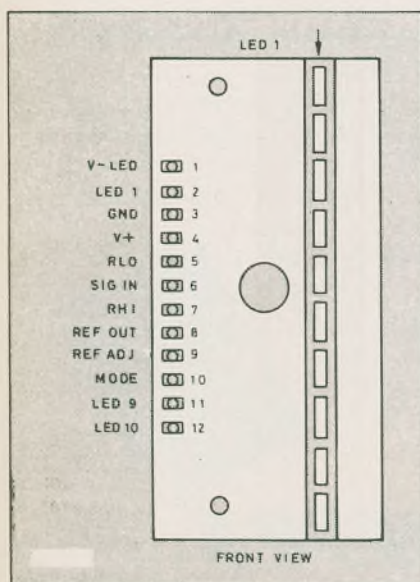 LED 1
V-LED 1
LED 1 2
GND 3
V+ 4
RLO 5
SIG IN 6
RHI 7
REF OUT 8
REF ADJ 9
MODE 10
LED 9 11
LED 10 12
FRONT VIEW